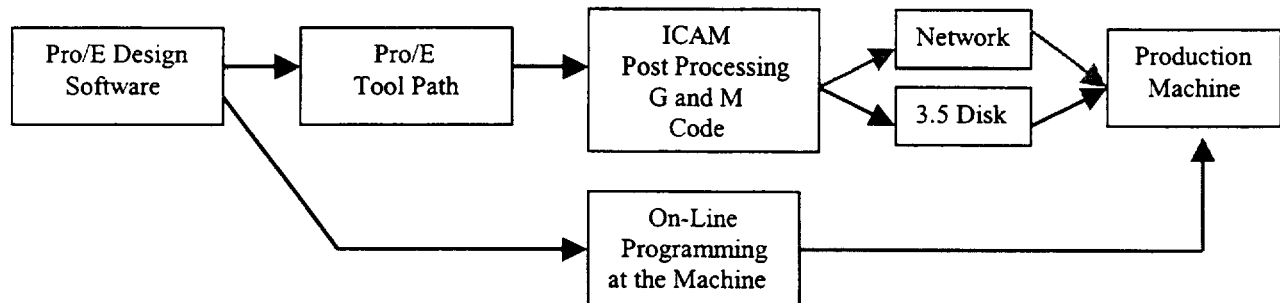 Pro/E Design
Software
Pro/E
Tool Path
ICAM
Post Processing
G and M
Code
Network
3.5 Disk
Production
Machine
On-Line
Programming
at the Machine